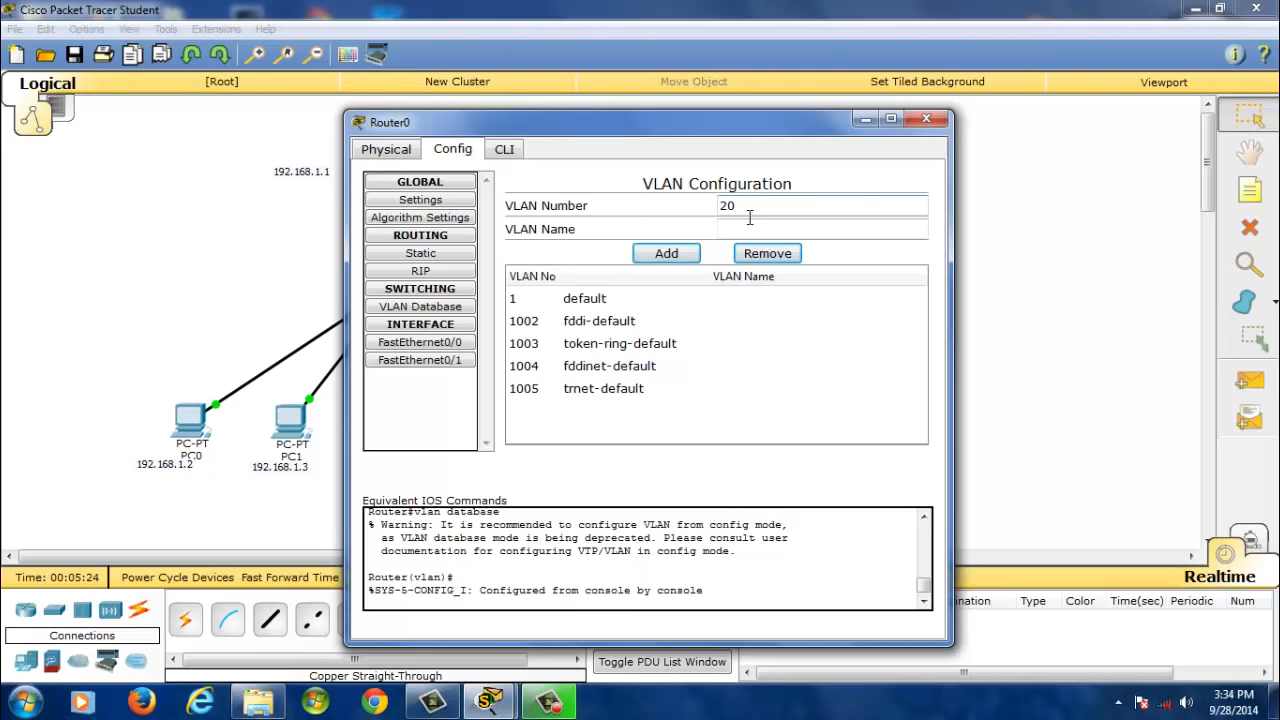 Cisco Packet Tracer Student
File Edit Options View Tools Extensions Help
Logical
[Root]
New Cluster
Move Object
Set Tiled Background
Viewport
192.168.1.1
PC-PT
PC0
192.168.1.2
PC-PT
PC1
192.168.1.3
Router0
Physical Config CLI
GLOBAL
Settings
Algorithm Settings
ROUTING
Static
RIP
SWITCHING
VLAN Database
INTERFACE
FastEthernet0/0
FastEthernet0/1
VLAN Configuration
VLAN Number 20
VLAN Name
Add Remove
VLAN No VLAN Name
1 default
1002 fddi-default
1003 token-ring-default
1004 fddinet-default
1005 trnet-default
Equivalent IOS Commands
Router#vlan database
% Warning: It is recommended to configure VLAN from config mode,
as VLAN database mode is being deprecated. Please consult user
documentation for configuring VTP/VLAN in config mode.
Router(vlan)#
%SYS-5-CONFIG_I: Configured from console by console
Time: 00:05:24 Power Cycle Devices Fast Forward Time
Realtime
Connections
Copper Straight-Through
Toggle PDU List Window
Type Color Time(sec) Periodic Num
3:34 PM
9/28/2014